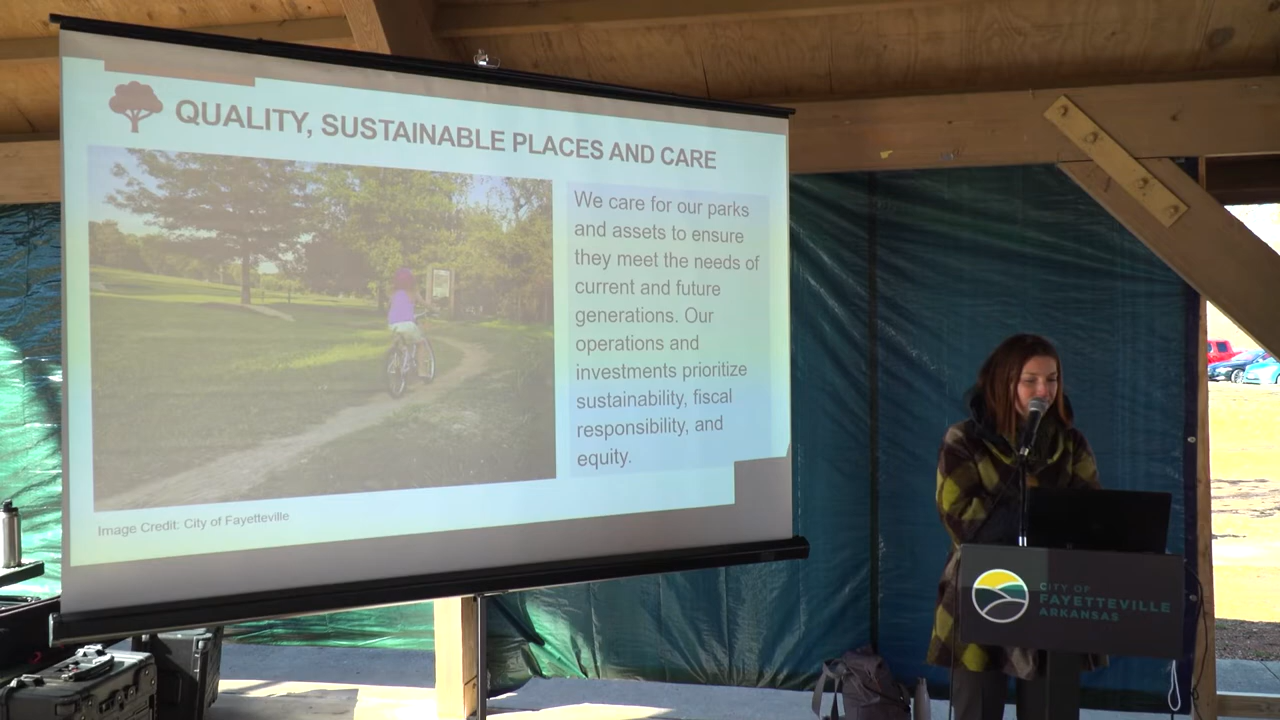 QUALITY, SUSTAINABLE PLACES AND CARE
We care for our parks
and assets to ensure
they meet the needs of
current and future
generations. Our
operations and
investments prioritize
sustainability, fiscal
responsibility, and
equity.
Image Credit: City of Fayetteville
CITY OF
FAYETTEVILLE
ARKANSAS